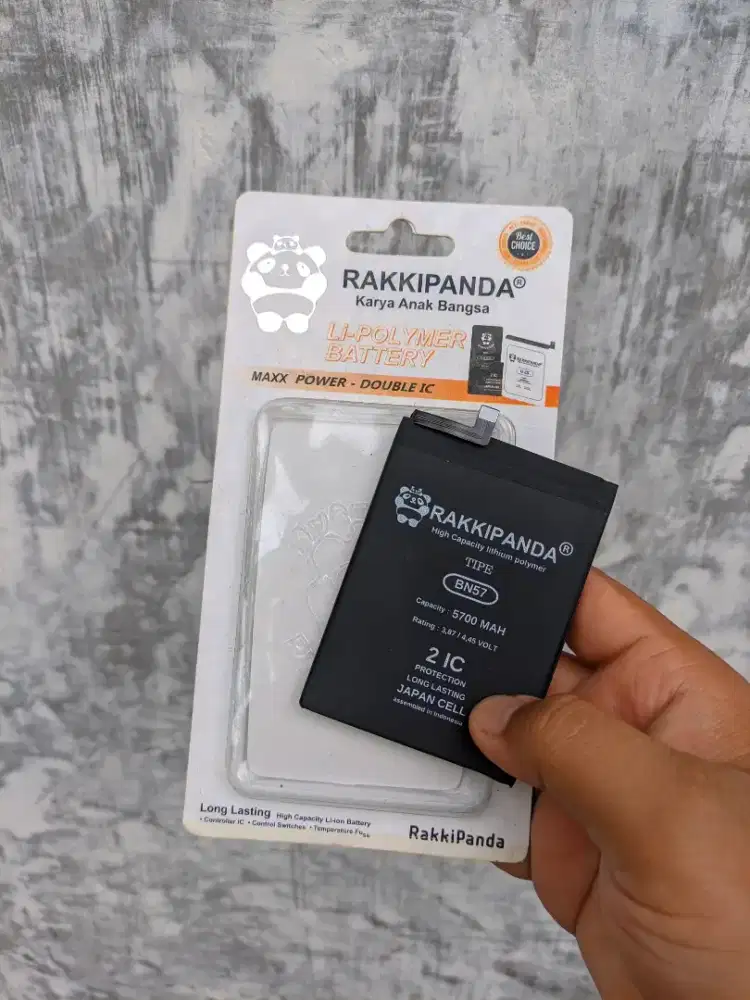 Best
CHOICE
RAKKIPANDA®
Karya Anak Bangsa
Li-POLYMER
BATTERY
MAXX POWER - DOUBLE IC
RAKKIPANDA®
High Capacity lithium polymer
TIPE
BN57
Capacity : 5700 MAH
Rating : 3,87 / 4,45 VOLT
2 IC
PROTECTION
LONG LASTING
JAPAN CELL
assembled in Indonesia
Long Lasting High Capacity Li-ion Battery
• Controller IC • Control Switches • Temperature Fuse
RakkiPanda